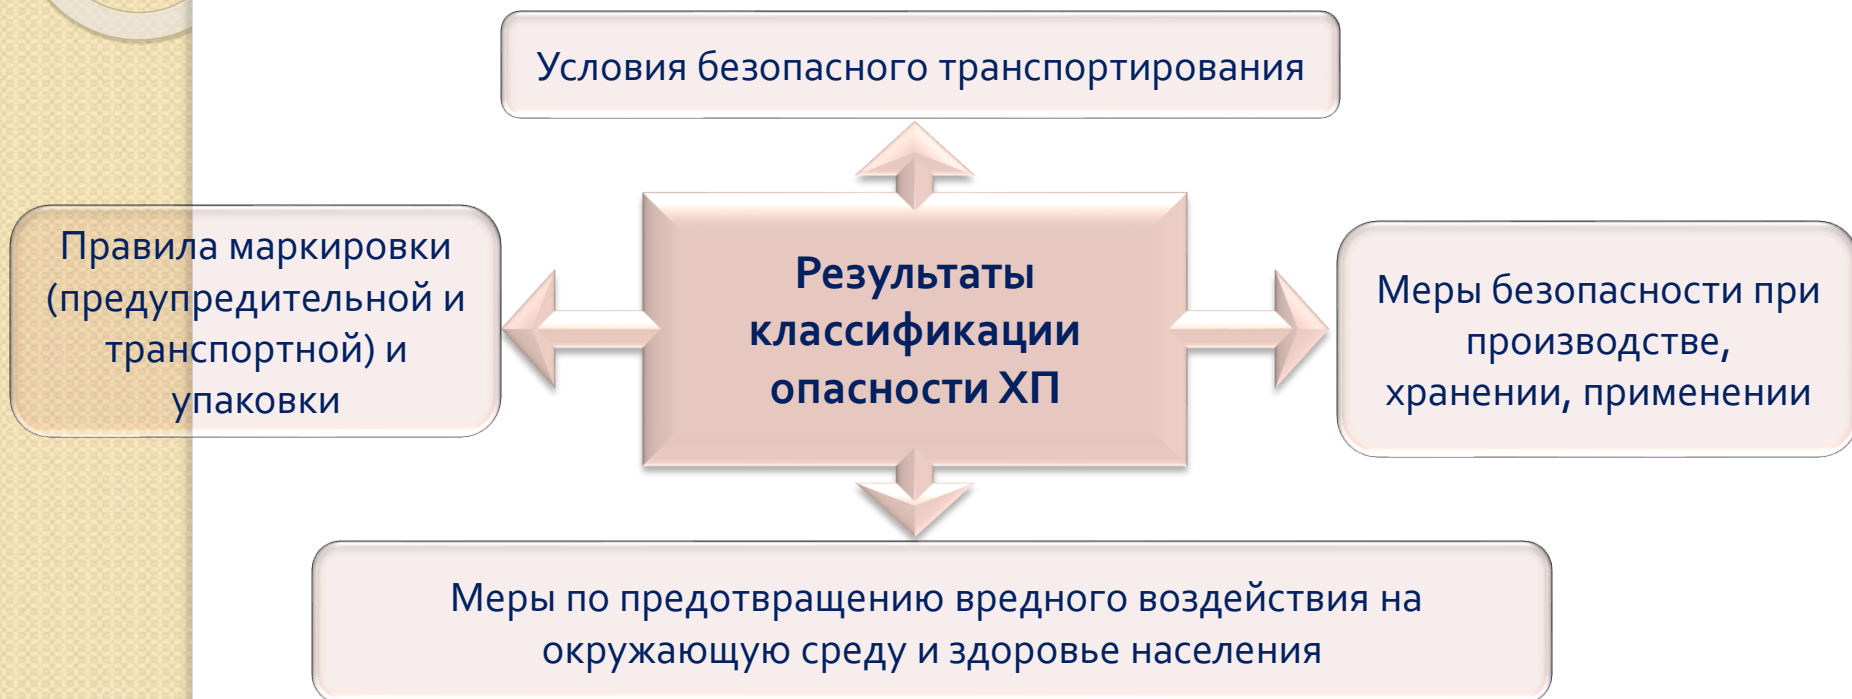 Условия безопасного транспортирования
Правила маркировки
(предупредительной и
транспортной) и
упаковки
Результаты
классификации
опасности ХП
Меры безопасности при
производстве,
хранении, применении
Меры по предотвращению вредного воздействия на
окружающую среду и здоровье населения